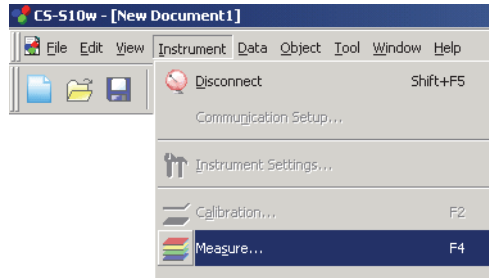 CS-S10w - [New Document1]
File Edit View Instrument Data Object Tool Window Help
Disconnect Shift+F5
Communication Setup...
Instrument Settings...
Calibration... F2
Measure... F4